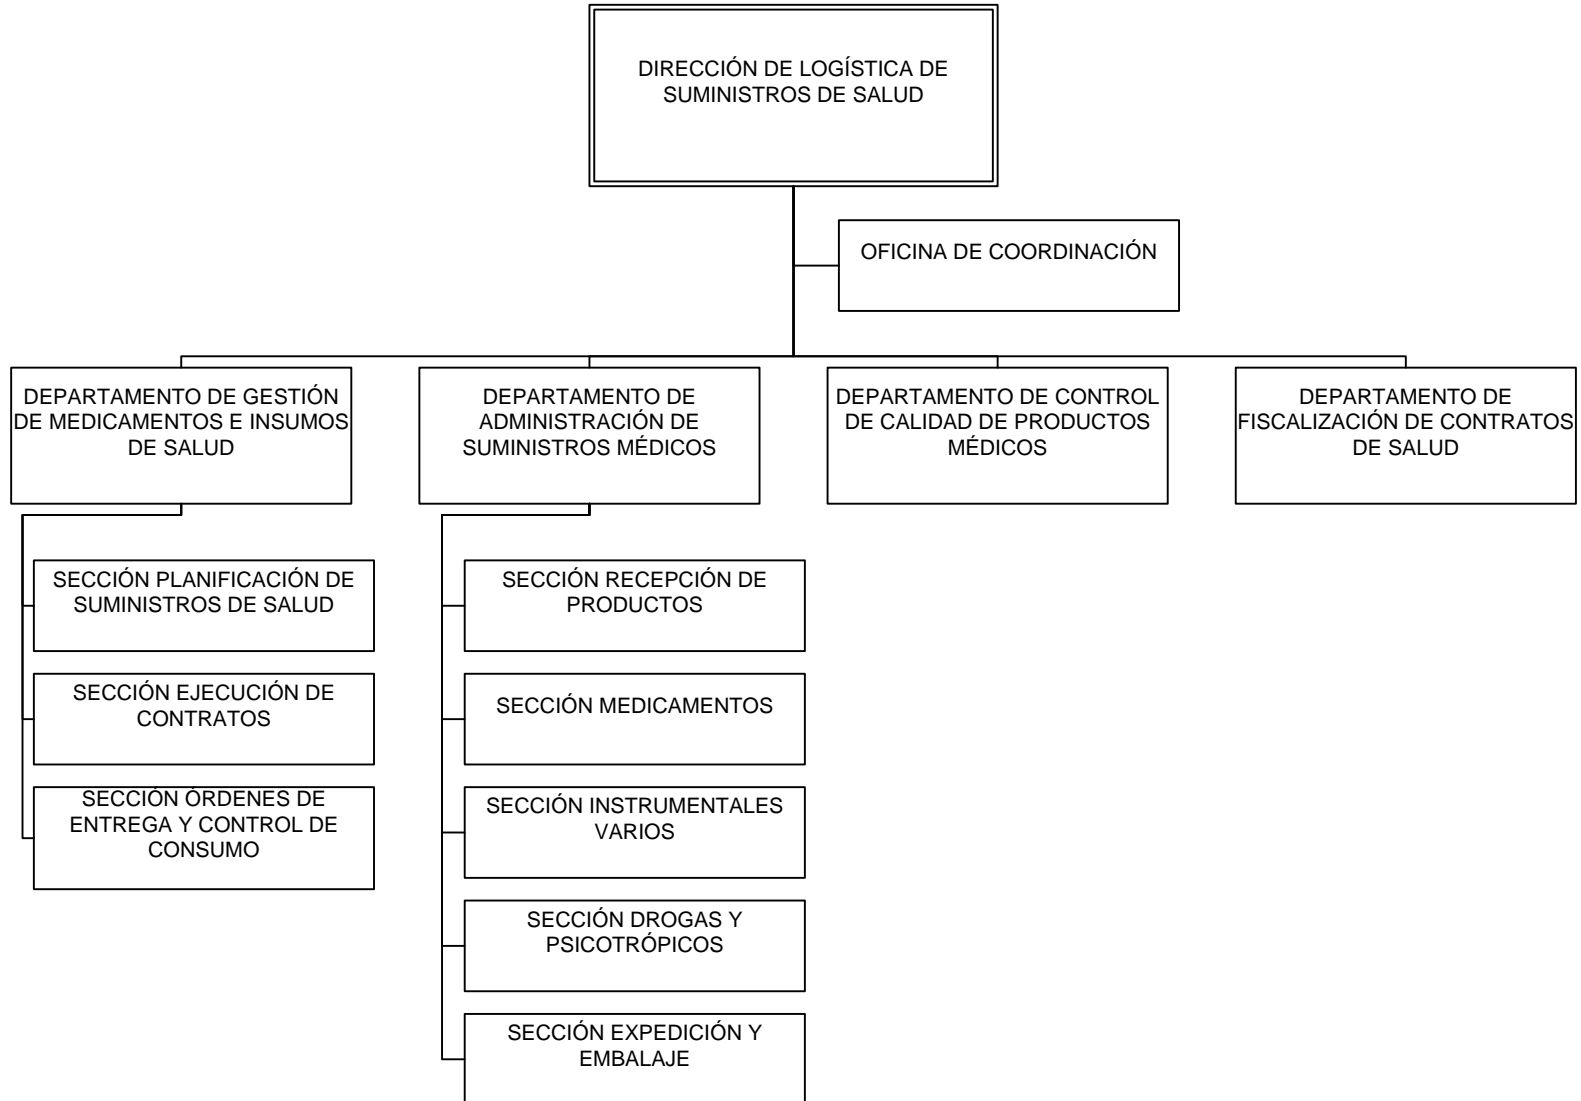 DIRECCIÓN DE LOGÍSTICA DE
SUMINISTROS DE SALUD
OFICINA DE COORDINACIÓN
DEPARTAMENTO DE GESTIÓN
DE MEDICAMENTOS E INSUMOS
DE SALUD
DEPARTAMENTO DE
ADMINISTRACIÓN DE
SUMINISTROS MÉDICOS
DEPARTAMENTO DE CONTROL
DE CALIDAD DE PRODUCTOS
MÉDICOS
DEPARTAMENTO DE
FISCALIZACIÓN DE CONTRATOS
DE SALUD
SECCIÓN PLANIFICACIÓN DE
SUMINISTROS DE SALUD
SECCIÓN EJECUCIÓN DE
CONTRATOS
SECCIÓN ÓRDENES DE
ENTREGA Y CONTROL DE
CONSUMO
SECCIÓN RECEPCIÓN DE
PRODUCTOS
SECCIÓN MEDICAMENTOS
SECCIÓN INSTRUMENTALES
VARIOS
SECCIÓN DROGAS Y
PSICOTRÓPICOS
SECCIÓN EXPEDICIÓN Y
EMBALAJE